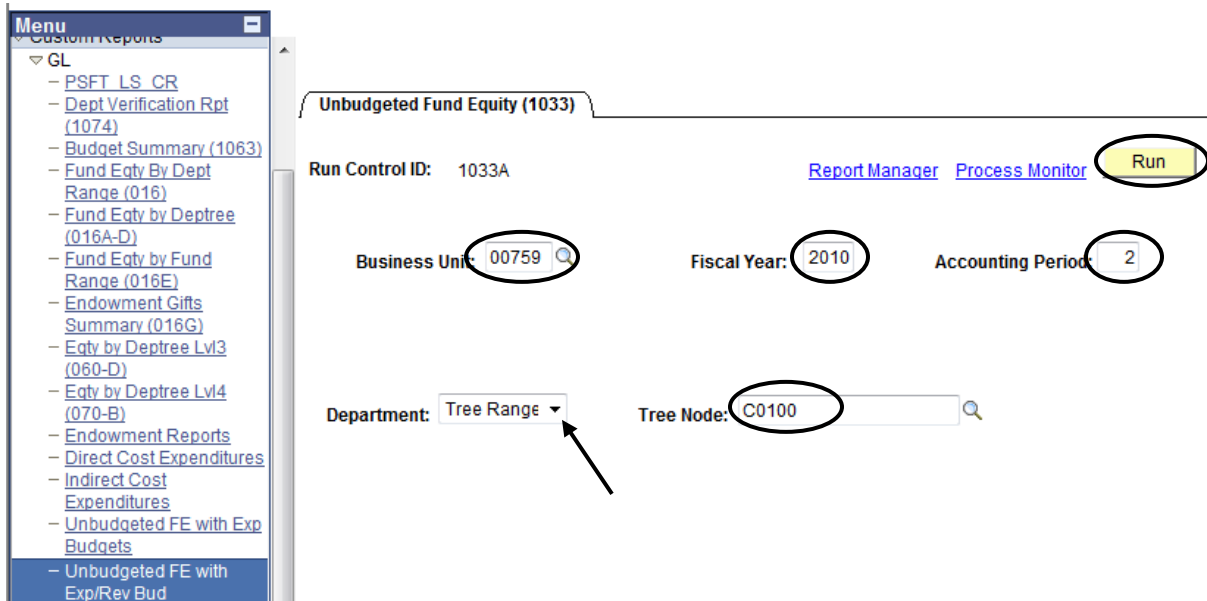 Menu
Custom Reports
GL
PSFT_LS_CR
Dept Verification Rpt
(1074)
Budget Summary (1063)
Fund Eqty By Dept
Range (016)
Fund Eqty by Deptree
(016A-D)
Fund Eqty by Fund
Range (016E)
Endowment Gifts
Summary (016G)
Eqty by Deptree Lvl3
(060-D)
Eqty by Deptree Lvl4
(070-B)
Endowment Reports
Direct Cost Expenditures
Indirect Cost
Expenditures
Unbudgeted FE with Exp
Budgets
Unbudgeted FE with
Exp/Rev Bud
Unbudgeted Fund Equity (1033)
Run Control ID: 1033A Report Manager Process Monitor Run
Business Unit: 00759 Fiscal Year: 2010 Accounting Period: 2
Department: Tree Range Tree Node: C0100